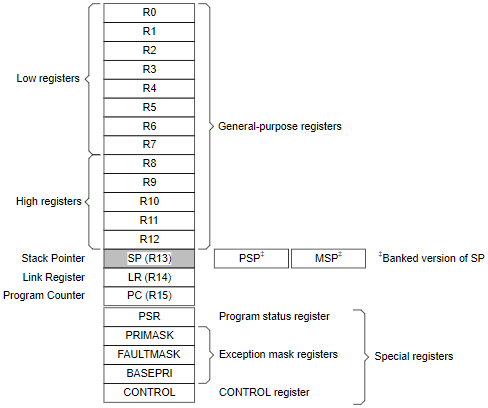 R0
R1
R2
R3
Low registers
R4
R5
R6
General-purpose registers
R7
R8
R9
High registers
R10
R11
R12
Stack Pointer SP (R13) PSP‡ MSP‡ ‡Banked version of SP
Link Register LR (R14)
Program Counter PC (R15)
PSR Program status register
PRIMASK
FAULTMASK Exception mask registers Special registers
BASEPRI
CONTROL CONTROL register